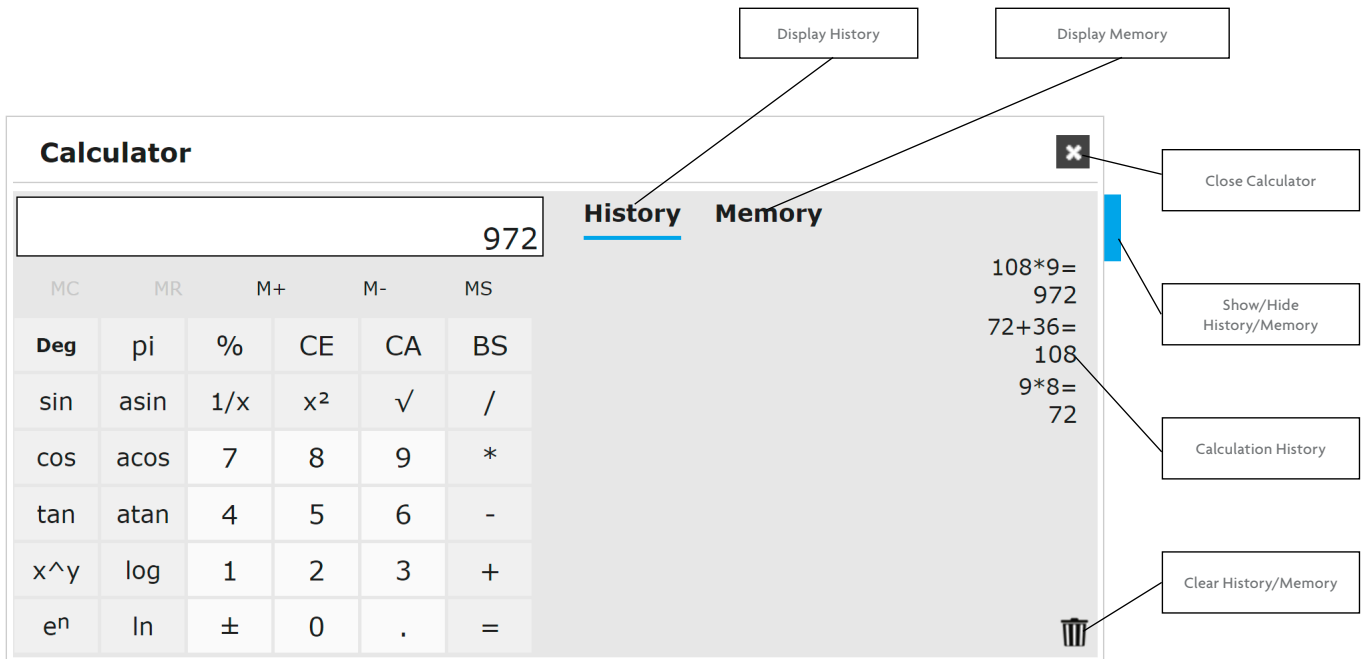 Display History
Display Memory
Calculator
Close Calculator
972
History
Memory
108*9=
972
72+36=
108
9*8=
72
Show/Hide
History/Memory
Calculation History
Clear History/Memory
MC MR M+ M- MS
Deg pi % CE CA BS
sin asin 1/x x² √ /
cos acos 7 8 9 *
tan atan 4 5 6 -
x^y log 1 2 3 +
eⁿ ln ± 0 . =